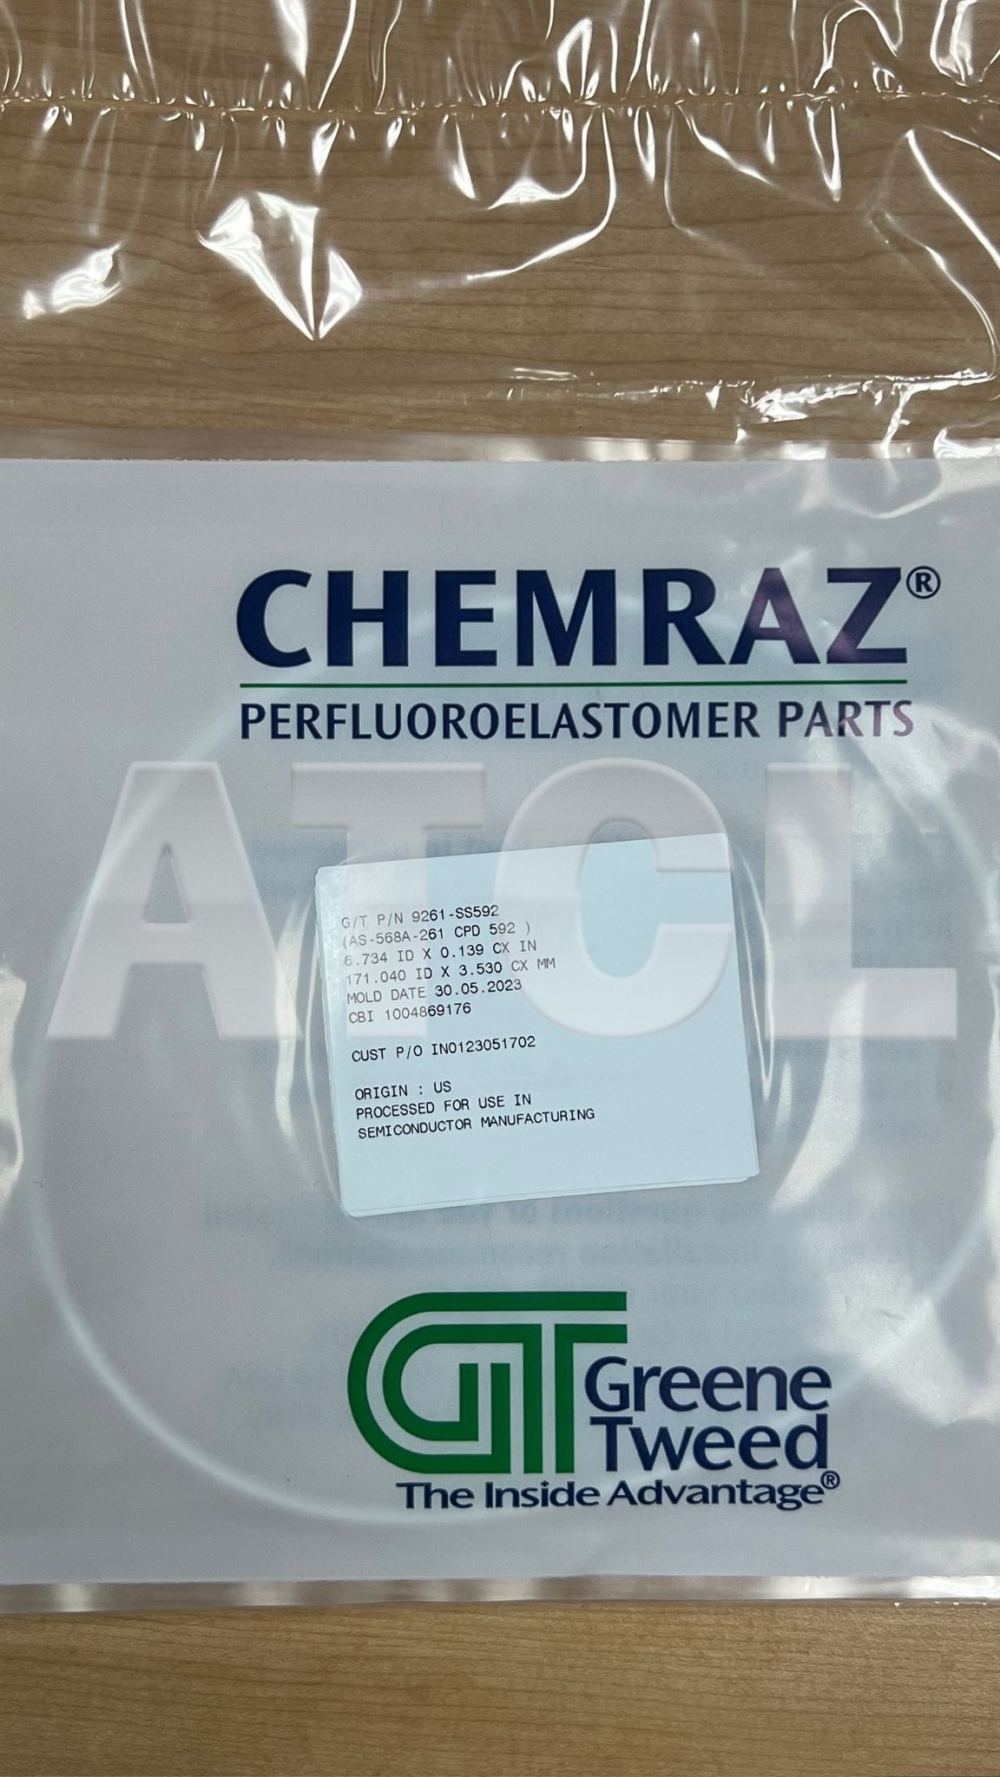 CHEMRAZ®
PERFLUOROELASTOMER PARTS
ATCL
G/T P/N 9261-SS592
(AS-568A-261 CPD 592 )
6.734 ID X 0.139 CX IN
171.040 ID X 3.530 CX MM
MOLD DATE 30.05.2023
CBI 1004869176
CUST P/O IN0123051702
ORIGIN : US
PROCESSED FOR USE IN
SEMICONDUCTOR MANUFACTURING
GT Greene
Tweed
The Inside Advantage®